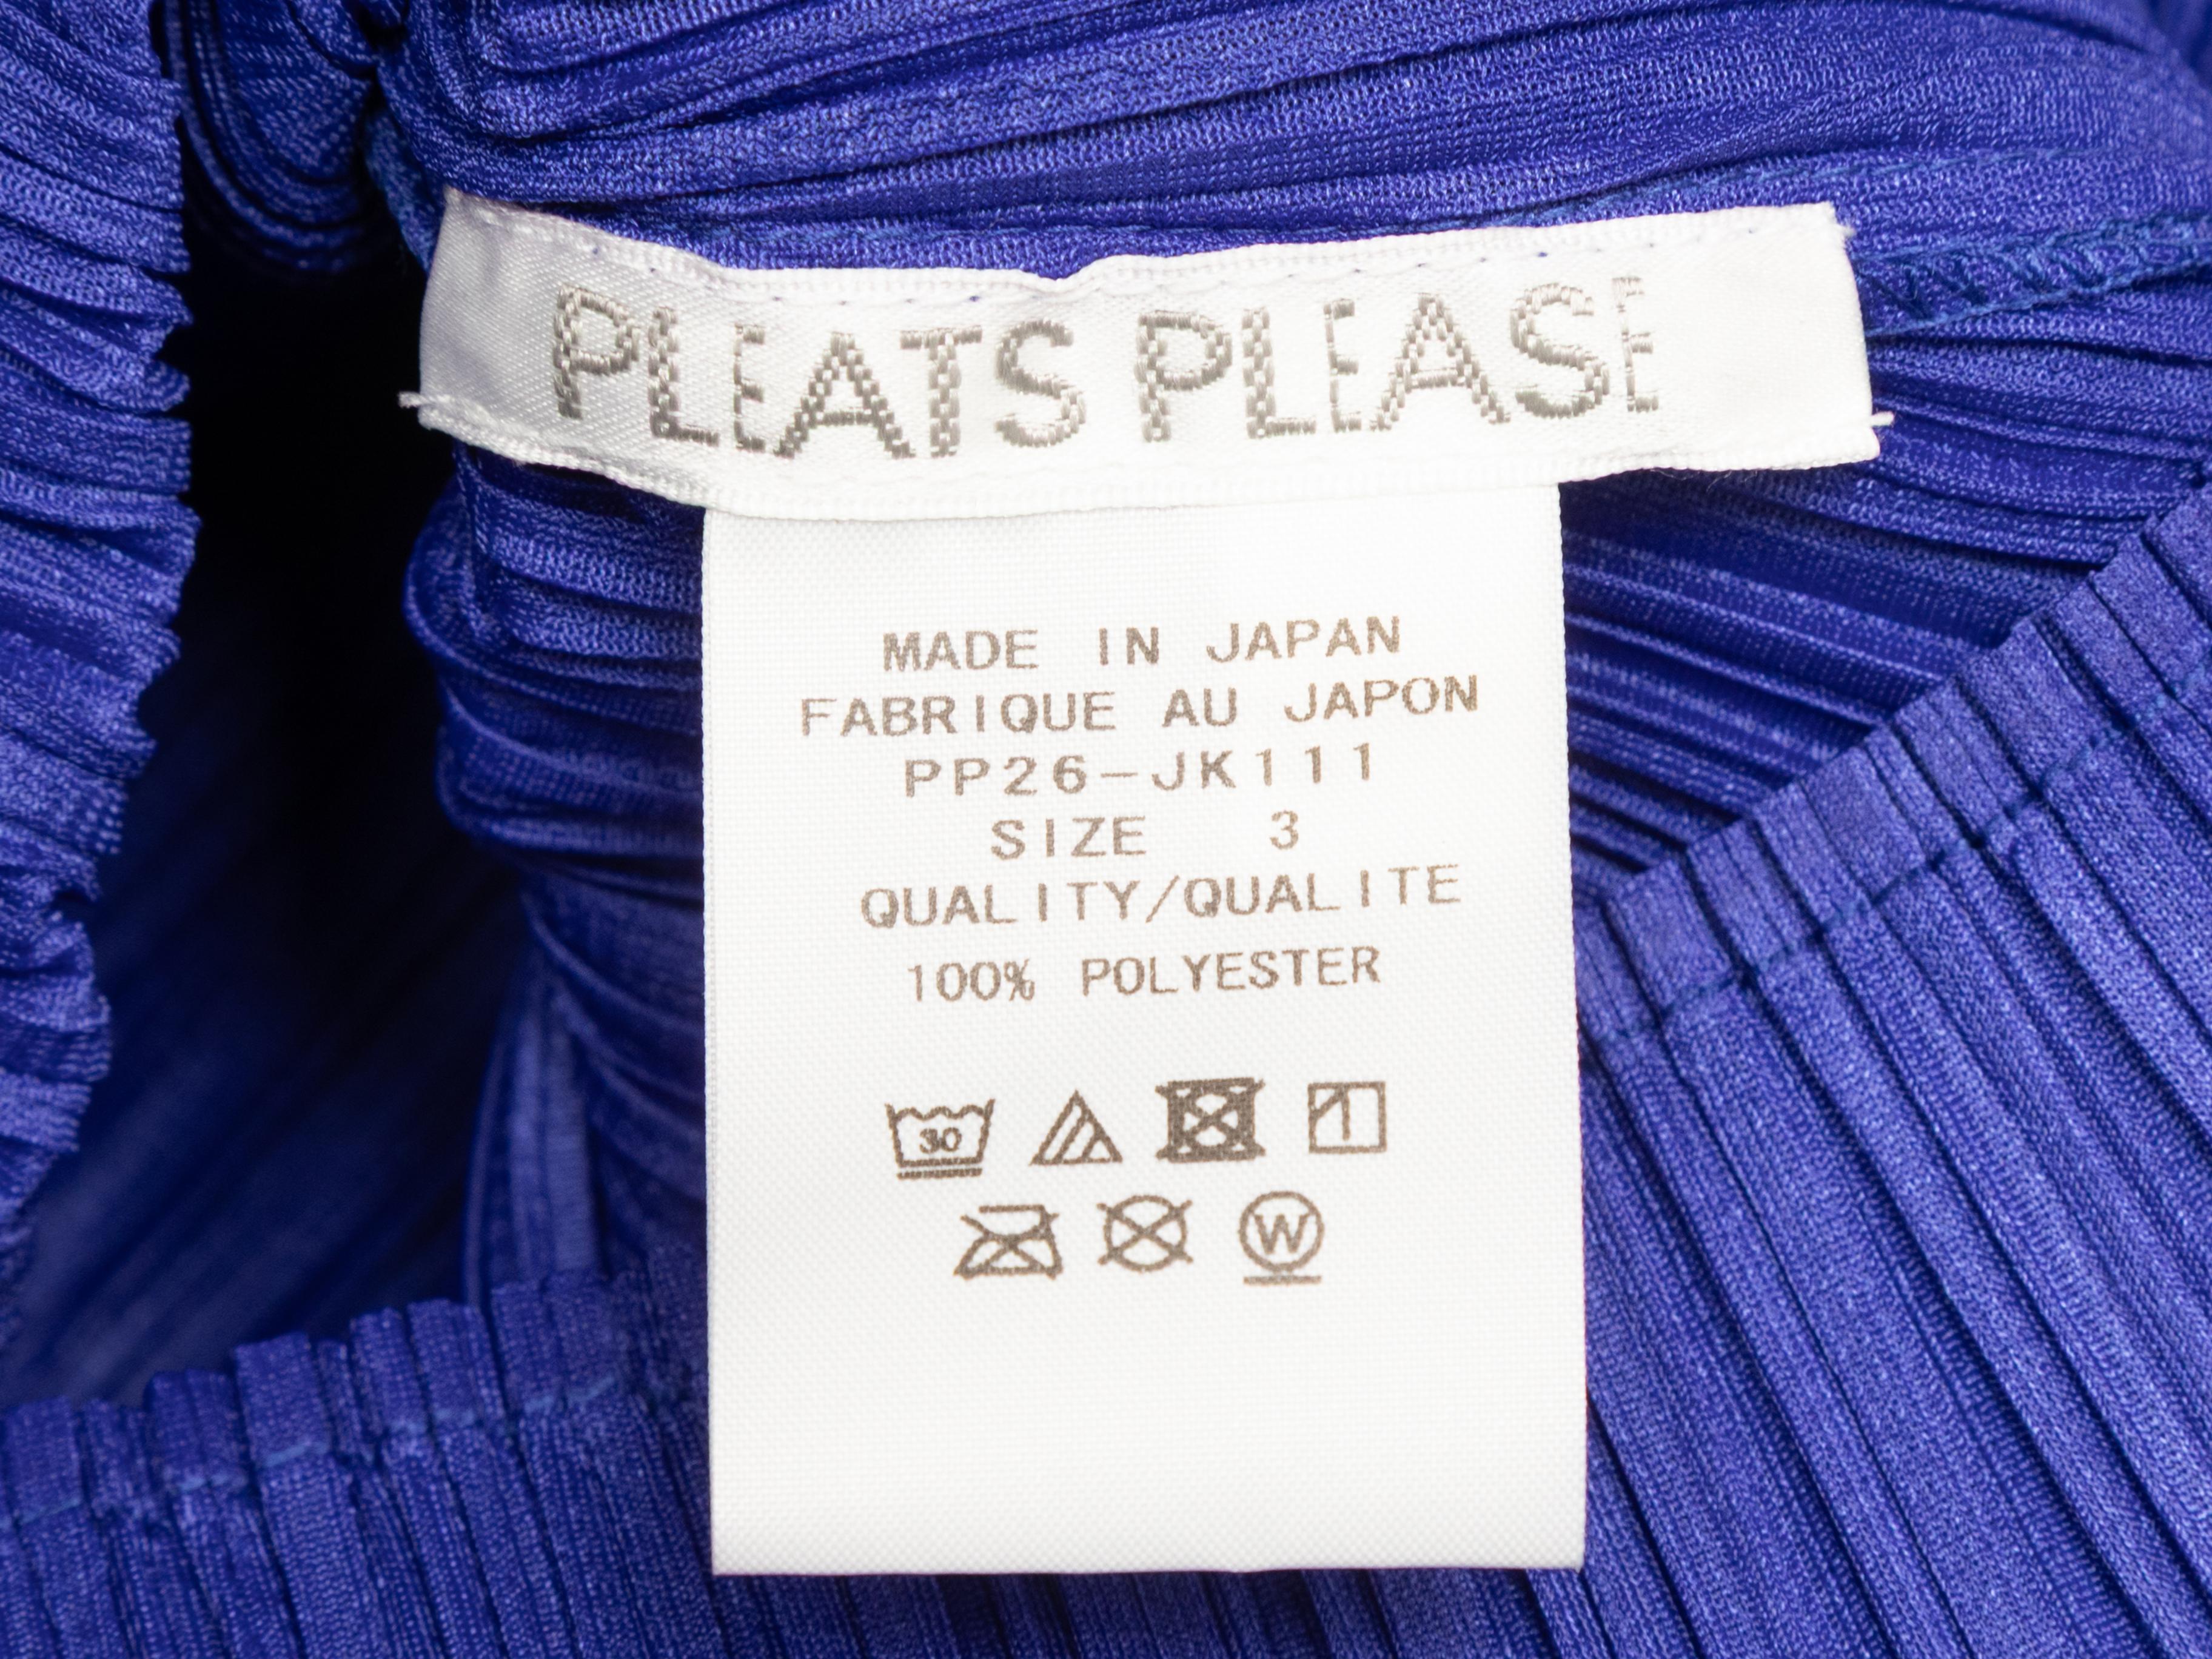 PLEATS PLEASE
MADE IN JAPAN
FABRIQUE AU JAPON
PP26-JK111
SIZE 3
QUALITY/QUALITE
100% POLYESTER
30
W